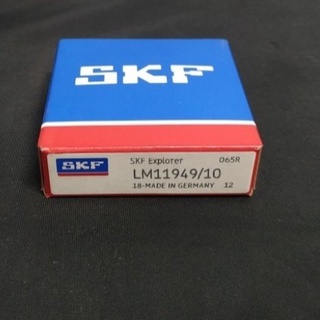 SKF
SKF SKF Explorer 065R
LM11949/10
18-MADE IN GERMANY 12